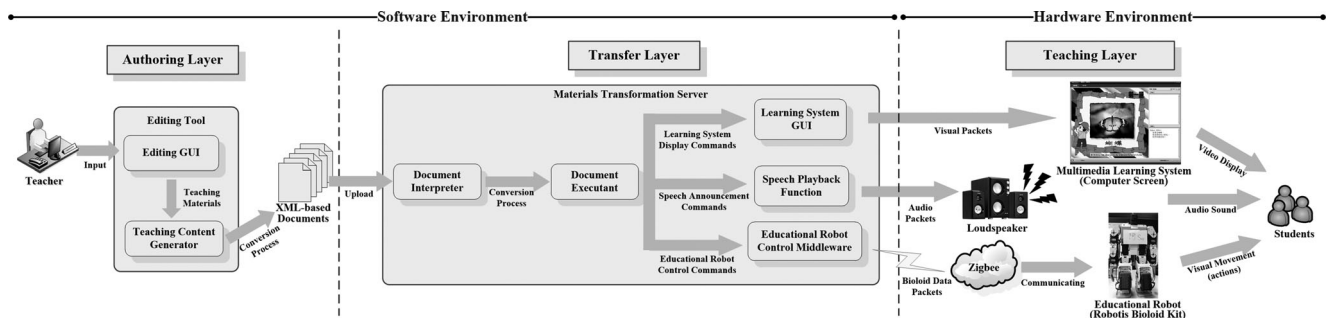 Software Environment
Hardware Environment
Authoring Layer
Transfer Layer
Teaching Layer
Editing Tool
Editing GUI
Teacher
Input
Teaching
Materials
Teaching Content
Generator
Conversion
Process
XML-based
Documents
Upload
Materials Transformation Server
Document
Interpreter
Conversion
Process
Document
Executant
Learning System
Display Commands
Learning System
GUI
Speech Announcement
Commands
Speech Playback
Function
Educational Robot
Control Commands
Educational Robot
Control Middleware
Visual Packets
Audio
Packets
Bioloid Data
Packets
Multimedia Learning System
(Computer Screen)
Loudspeaker
Zigbee
Communicating
Educational Robot
(Robotis Bioloid Kit)
Video Display
Audio Sound
Visual Movement
(actions)
Students